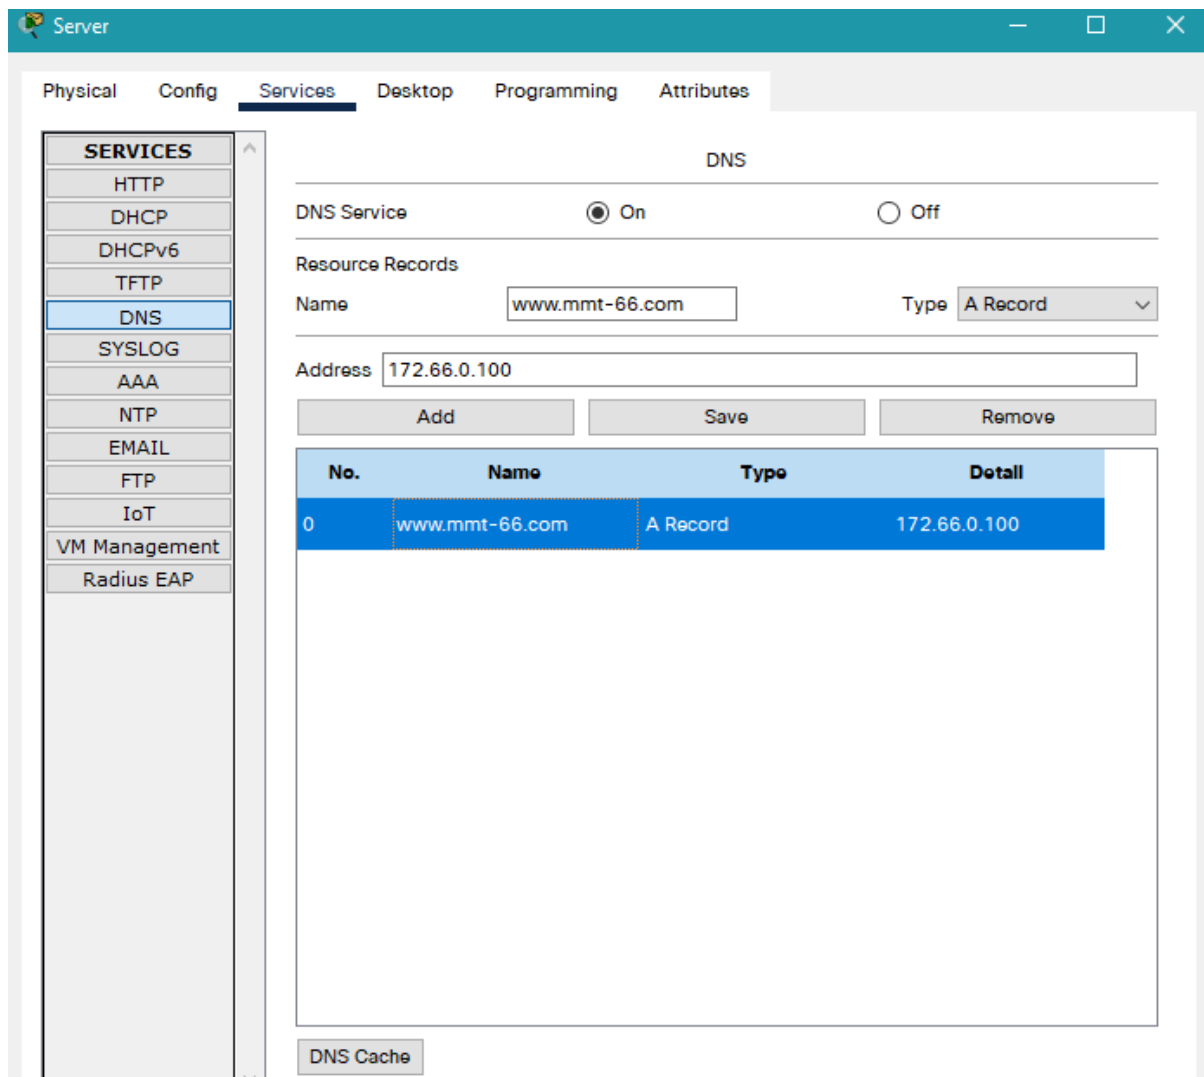 Server
Physical Config Services Desktop Programming Attributes
SERVICES
HTTP
DHCP
DHCPv6
TFTP
DNS
SYSLOG
AAA
NTP
EMAIL
FTP
IoT
VM Management
Radius EAP
DNS
DNS Service On Off
Resource Records
Name www.mmt-66.com Type A Record
Address 172.66.0.100
Add Save Remove
No. Name Type Detail
0 www.mmt-66.com A Record 172.66.0.100
DNS Cache